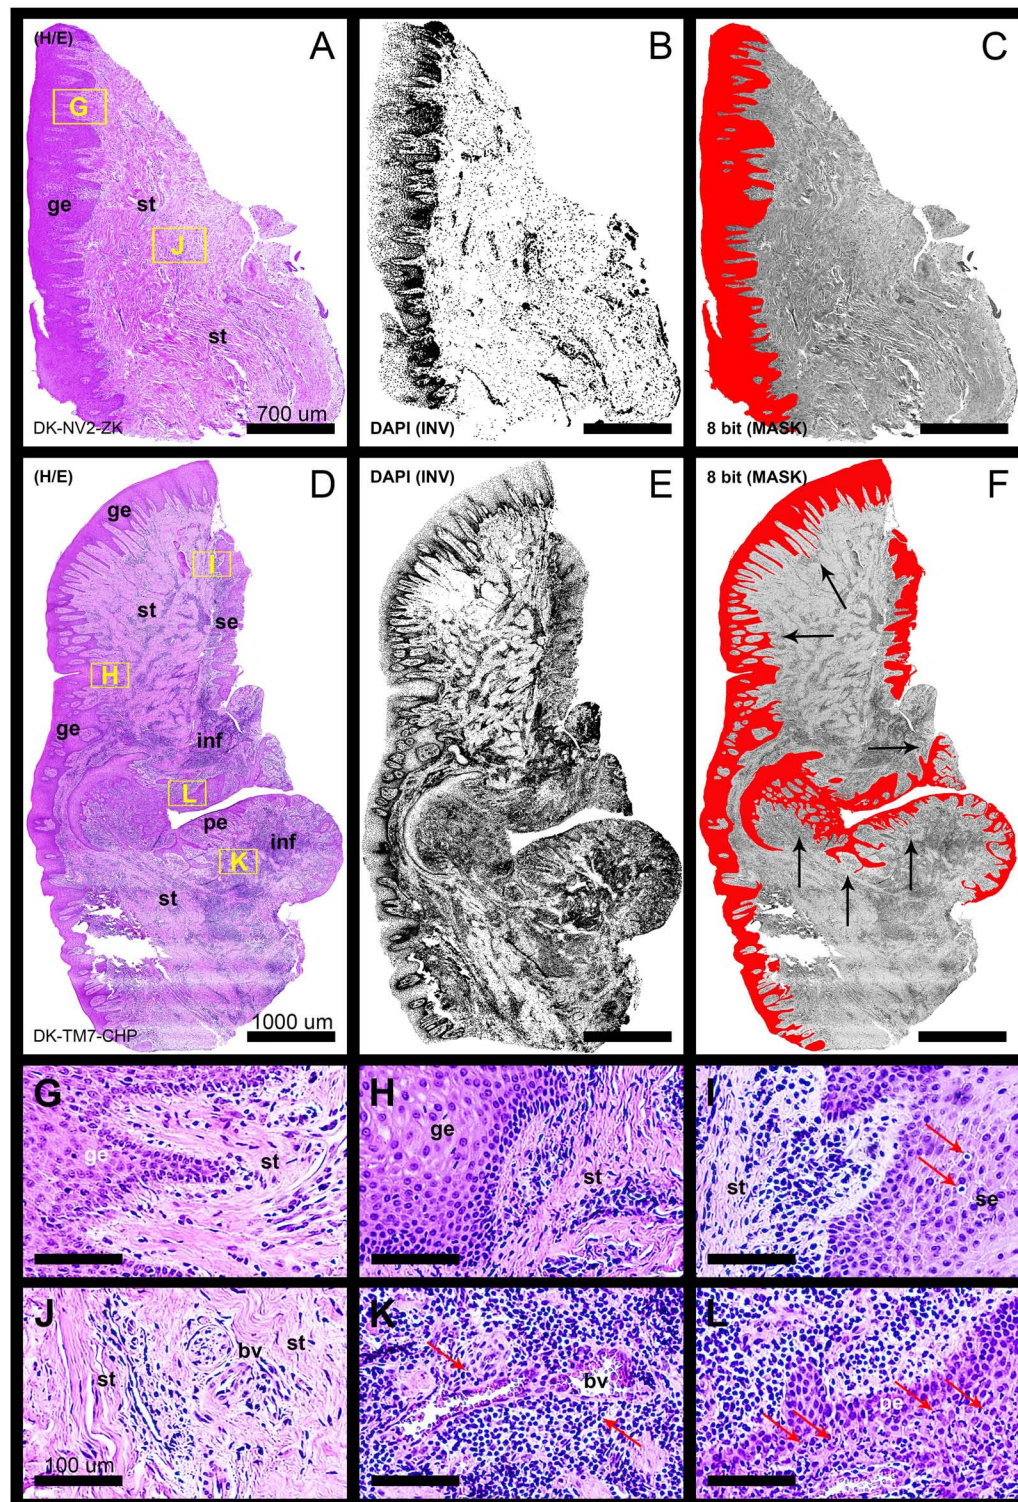 (H/E)
A
G
ge
st
J
st
700 um
DK-NV2-ZK
B
DAPI (INV)
C
8 bit (MASK)
(H/E)
D
ge
I
st
se
H
ge
inf
L
pe
inf
K
st
1000 um
DK-TM7-CHP
DAPI (INV)
E
8 bit (MASK)
F
G
ge
st
H
ge
st
I
st
se
J
st
bv
st
100 um
K
bv
L
pe